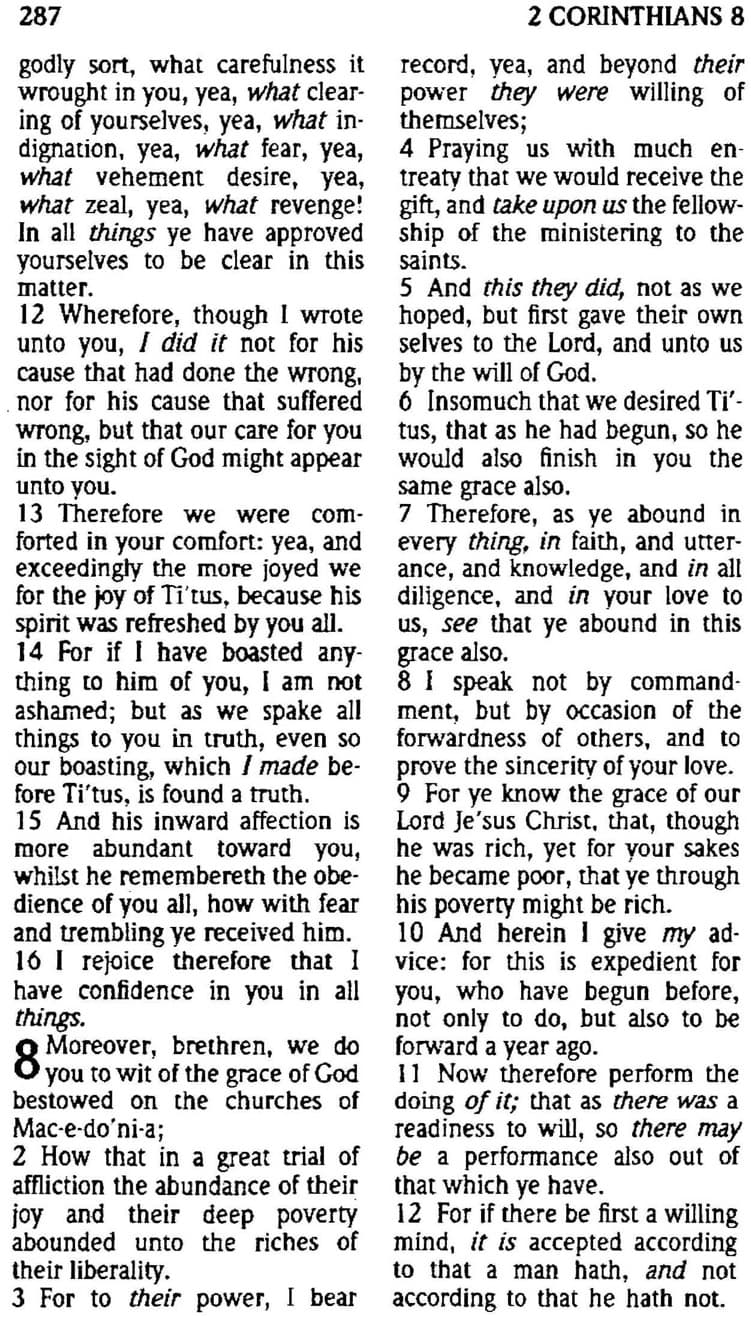 287
2 CORINTHIANS 8
godly sort, what carefulness it
wrought in you, yea, what clear-
ing of yourselves, yea, what in-
dignation, yea, what fear, yea,
what vehement desire, yea,
what zeal, yea, what revenge!
In all things ye have approved
yourselves to be clear in this
matter.
12 Wherefore, though I wrote
unto you, I did it not for his
cause that had done the wrong,
nor for his cause that suffered
wrong, but that our care for you
in the sight of God might appear
unto you.
13 Therefore we were com-
forted in your comfort: yea, and
exceedingly the more joyed we
for the joy of Ti'tus, because his
spirit was refreshed by you all.
14 For if I have boasted any-
thing to him of you, I am not
ashamed; but as we spake all
things to you in truth, even so
our boasting, which I made be-
fore Ti'tus, is found a truth.
15 And his inward affection is
more abundant toward you,
whilst he remembereth the obe-
dience of you all, how with fear
and trembling ye received him.
16 I rejoice therefore that I
have confidence in you in all
things.
8 Moreover, brethren, we do
you to wit of the grace of God
bestowed on the churches of
Mac-e-do'ni-a;
2 How that in a great trial of
affliction the abundance of their
joy and their deep poverty
abounded unto the riches of
their liberality.
3 For to their power, I bear
record, yea, and beyond their
power they were willing of
themselves;
4 Praying us with much en-
treaty that we would receive the
gift, and take upon us the fellow-
ship of the ministering to the
saints.
5 And this they did, not as we
hoped, but first gave their own
selves to the Lord, and unto us
by the will of God.
6 Insomuch that we desired Ti'-
tus, that as he had begun, so he
would also finish in you the
same grace also.
7 Therefore, as ye abound in
every thing, in faith, and utter-
ance, and knowledge, and in all
diligence, and in your love to
us, see that ye abound in this
grace also.
8 I speak not by command-
ment, but by occasion of the
forwardness of others, and to
prove the sincerity of your love.
9 For ye know the grace of our
Lord Je'sus Christ, that, though
he was rich, yet for your sakes
he became poor, that ye through
his poverty might be rich.
10 And herein I give my ad-
vice: for this is expedient for
you, who have begun before,
not only to do, but also to be
forward a year ago.
11 Now therefore perform the
doing of it; that as there was a
readiness to will, so there may
be a performance also out of
that which ye have.
12 For if there be first a willing
mind, it is accepted according
to that a man hath, and not
according to that he hath not.